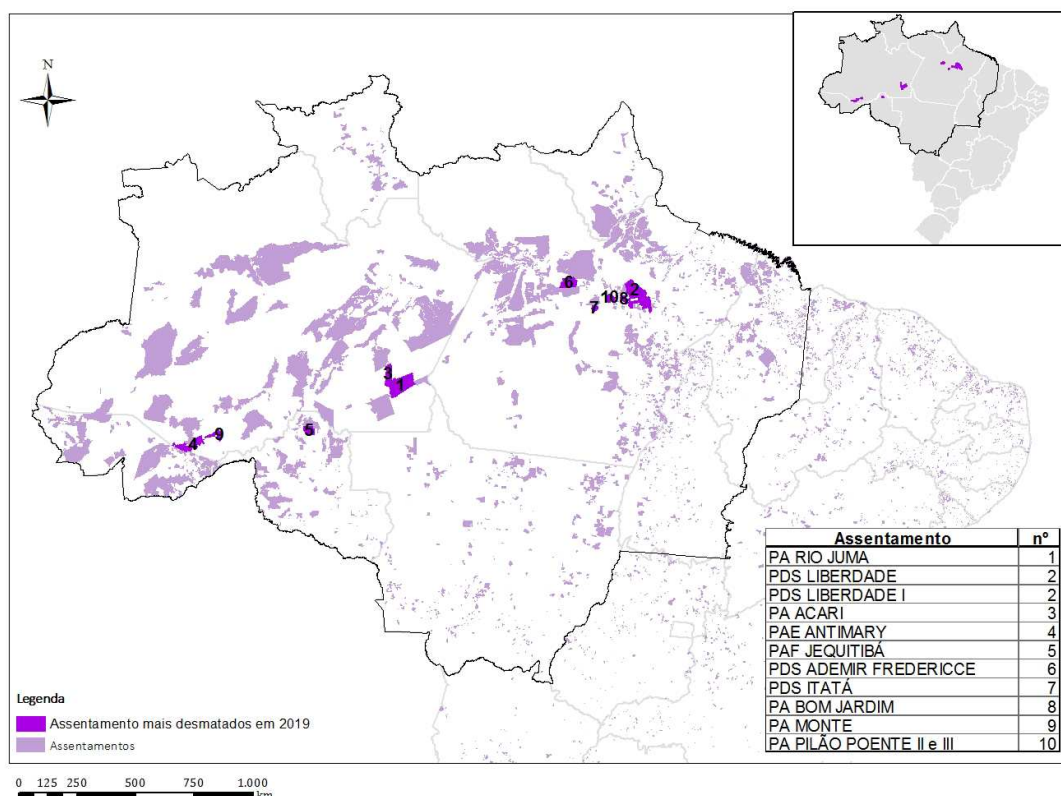 N
6
2
10
8
7
3
1
9
4
5
Assentamento nº
PA RIO JUMA 1
PDS LIBERDADE 2
PDS LIBERDADE I 2
PA ACARI 3
PAE ANTIMARY 4
PAF JEQUITIBÁ 5
PDS ADEMIR FREDERICCE 6
PDS ITATÁ 7
PA BOM JARDIM 8
PA MONTE 9
PA PILÃO POENTE II e III 10
Legenda
Assentamento mais desmatados em 2019
Assentamentos
0 125 250 500 750 1.000
km